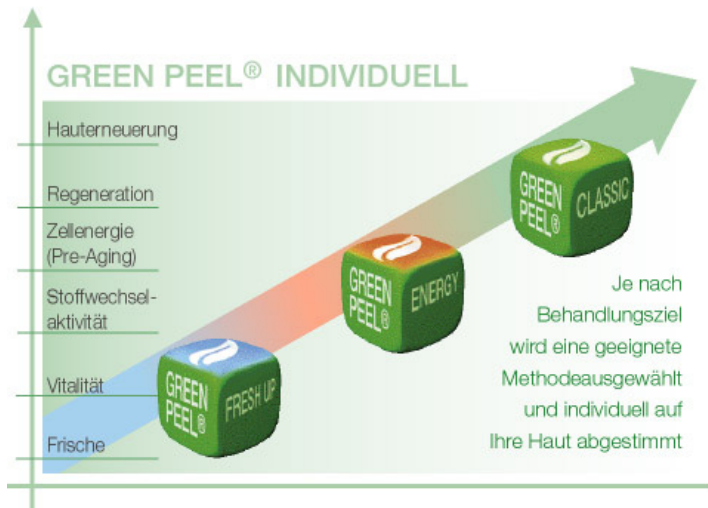 GREEN PEEL® INDIVIDUELL
Hauterneuerung
Regeneration
Zellenergie
(Pre-Aging)
Stoffwechsel-
aktivität
Vitalität
Frische
GREEN
PEEL®
FRESH UP
GREEN
PEEL®
ENERGY
GREEN
PEEL®
CLASSIC
Je nach
Behandlungsziel
wird eine geeignete
Methodeausgewählt
und individuell auf
Ihre Haut abgestimmt